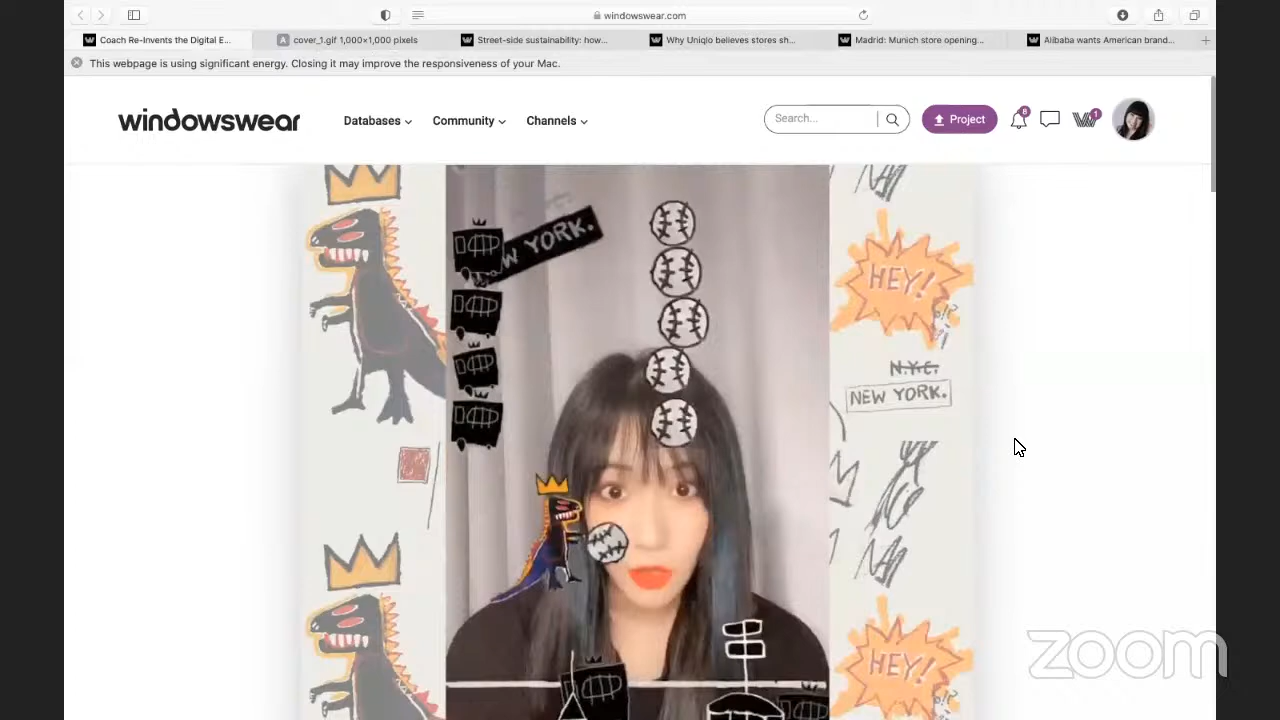 windowswear.com
Coach Re-Invents the Digital E...
A
cover_1.gif 1,000×1,000 pixels
Street-side sustainability: how...
Why Uniqlo believes stores sh...
Madrid: Munich store opening...
Alibaba wants American brand...
This webpage is using significant energy. Closing it may improve the responsiveness of your Mac.
windowswear
Databases
Community
Channels
Search...
Project
8
1
W YORK.
HEY!
N.Y.C.
NEW YORK.
HEY!
zoom